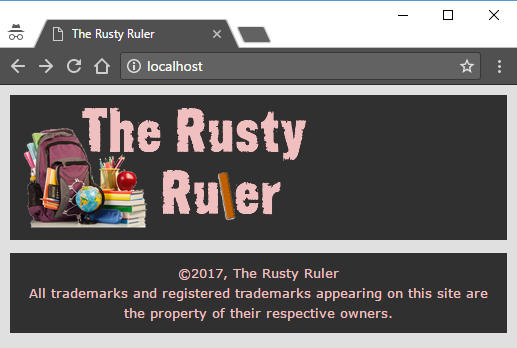 The Rusty Ruler
localhost
The Rusty
Ruler
©2017, The Rusty Ruler
All trademarks and registered trademarks appearing on this site are
the property of their respective owners.